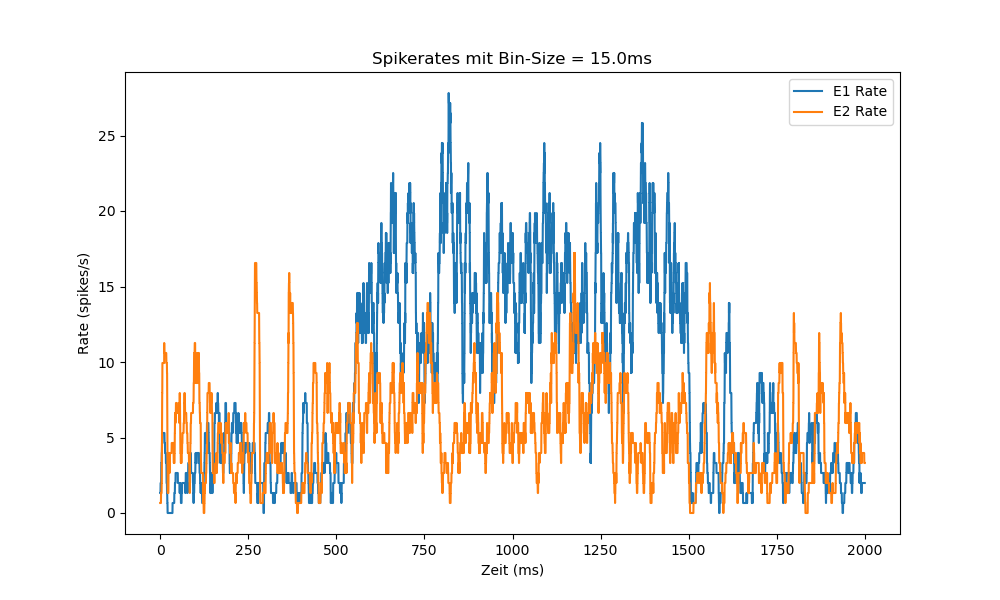 Spikerates mit Bin-Size = 15.0ms
E1 Rate
E2 Rate
Rate (spikes/s)
25
20
15
10
5
0
0 250 500 750 1000 1250 1500 1750 2000
Zeit (ms)